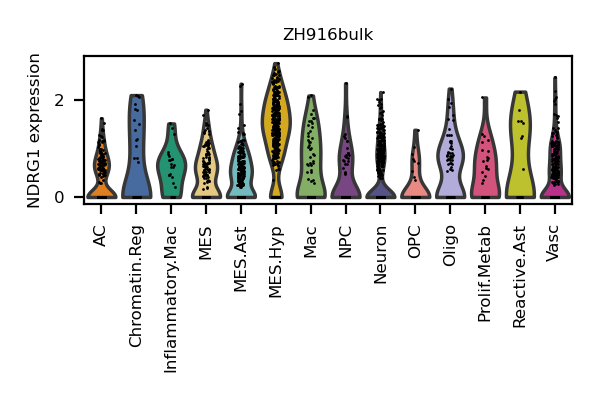 ZH916bulk
NDRG1 expression
2
0
AC
Chromatin.Reg
Inflammatory.Mac
MES
MES.Ast
MES.Hyp
Mac
NPC
Neuron
OPC
Oligo
Prolif.Metab
Reactive.Ast
Vasc